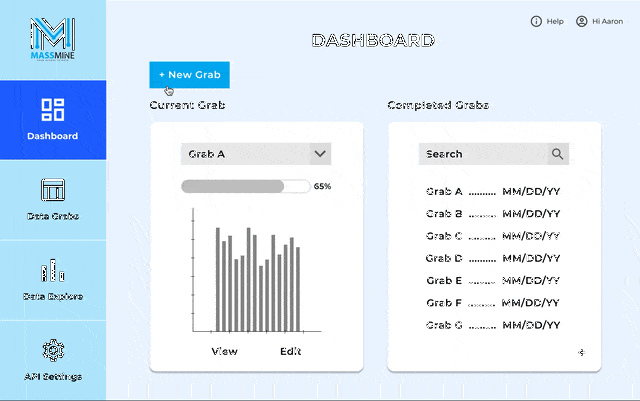 MASSMINE
Help
Hi Aaron
DASHBOARD
+ New Grab
Dashboard
Data Grabs
Data Explore
API Settings
Current Grab
Grab A
65%
View Edit
Completed Grabs
Search
Grab A .......... MM/DD/YY
Grab B .......... MM/DD/YY
Grab C .......... MM/DD/YY
Grab D .......... MM/DD/YY
Grab E .......... MM/DD/YY
Grab F .......... MM/DD/YY
Grab G .......... MM/DD/YY